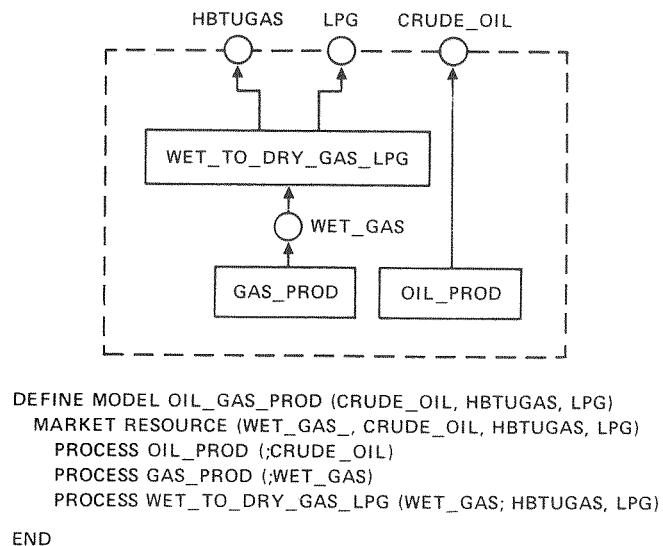 HBTUGAS LPG CRUDE_OIL
WET_TO_DRY_GAS_LPG
WET_GAS
GAS_PROD OIL_PROD
DEFINE MODEL OIL_GAS_PROD (CRUDE_OIL, HBTUGAS, LPG)
MARKET RESOURCE (WET_GAS_, CRUDE_OIL, HBTUGAS, LPG)
PROCESS OIL_PROD (;CRUDE_OIL)
PROCESS GAS_PROD (;WET_GAS)
PROCESS WET_TO_DRY_GAS_LPG (WET_GAS; HBTUGAS, LPG)
END